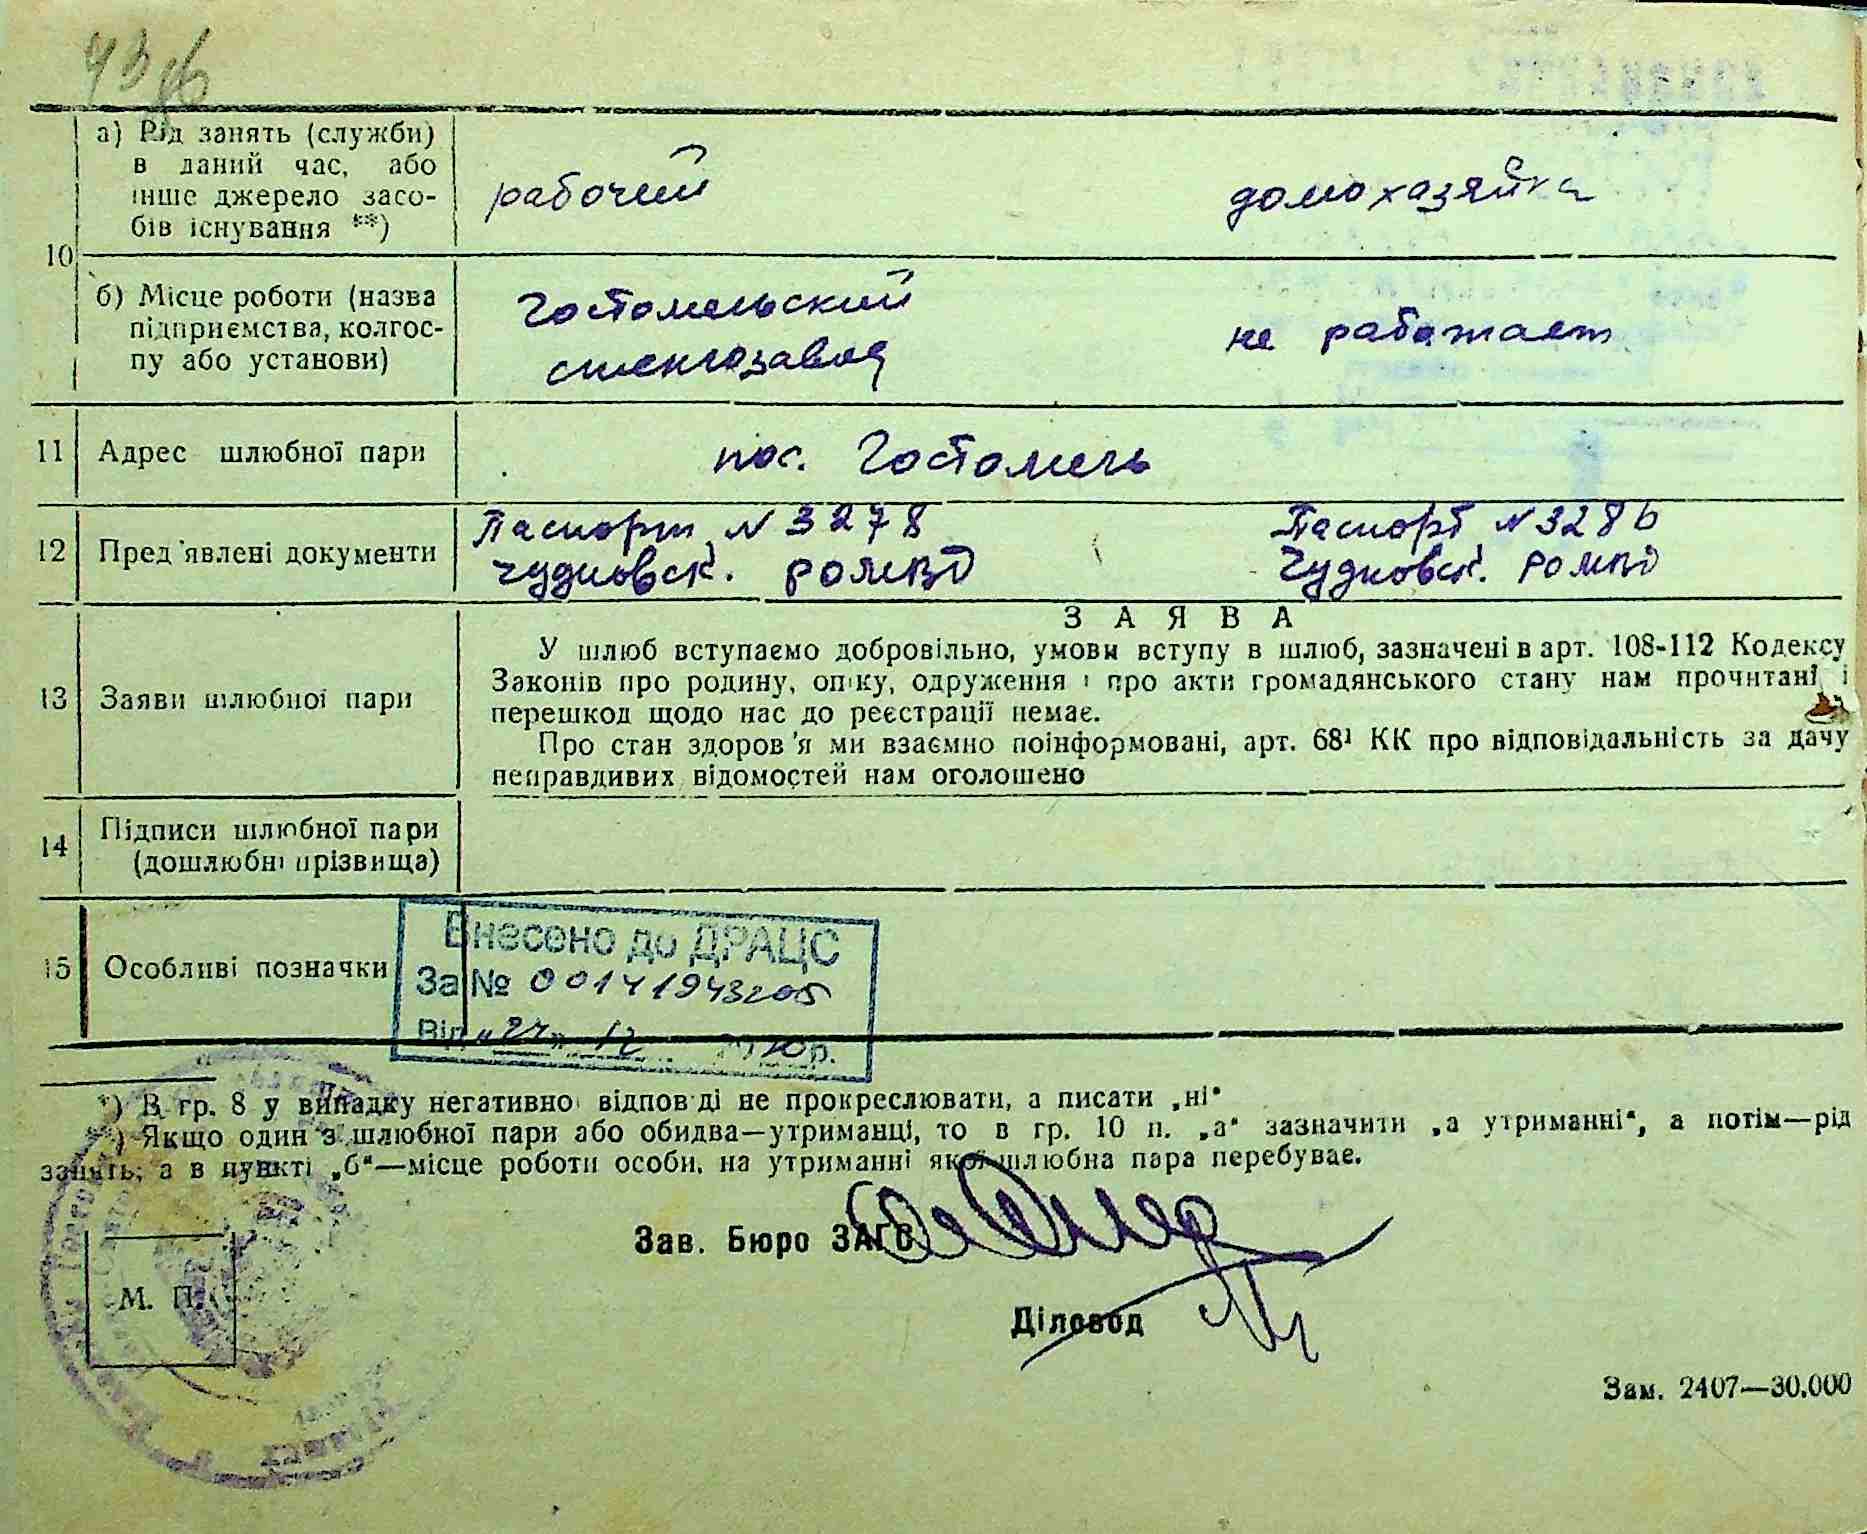 10
а) Рід занять (служби)
в даний час, або
інше джерело засо-
бів існування **)
рабочий
домохазяйка
б) Місце роботи (назва
підприємства, колгос-
пу або установи)
Гостомельский
стеклозавод
не работает
11
Адрес шлюбної пари
пос. Гостомель
12
Пред'явлені документи
Паспорт N 3278
Чудновск. РОМВД
Паспорт N 3286
Чудновск. РОМВД
13
Заяви шлюбної пари
ЗАЯВА
У шлюб вступаємо добровільно, умови вступу в шлюб, зазначені в арт. 108-112 Кодексу
Законів про родину, опіку, одруження і про акти громадянського стану нам прочитані і
перешкод щодо нас до реєстрації немає.
Про стан здоров'я ми взаємно поінформовані, арт. 68¹ КК про відповідальність за дачу
неправдивих відомостей нам оголошено
14
Підписи шлюбної пари
(дошлюбні прізвища)
15
Особливі позначки
Внесено до ДРАЦС
За № 00141943205
Від „24" 12 2010р.
*) В гр. 8 у випадку негативної відповіді не прокреслювати, а писати „ні"
) Якщо один з шлюбної пари або обидва—утриманці, то в гр. 10 п. „а" зазначити „а утриманні", а потім—рід
занять, а в пункті „б"—місце роботи особи, на утриманні якої шлюбна пара перебуває.
Зав. Бюро ЗАГС
М. П.
Діловод
Зам. 2407—30.000